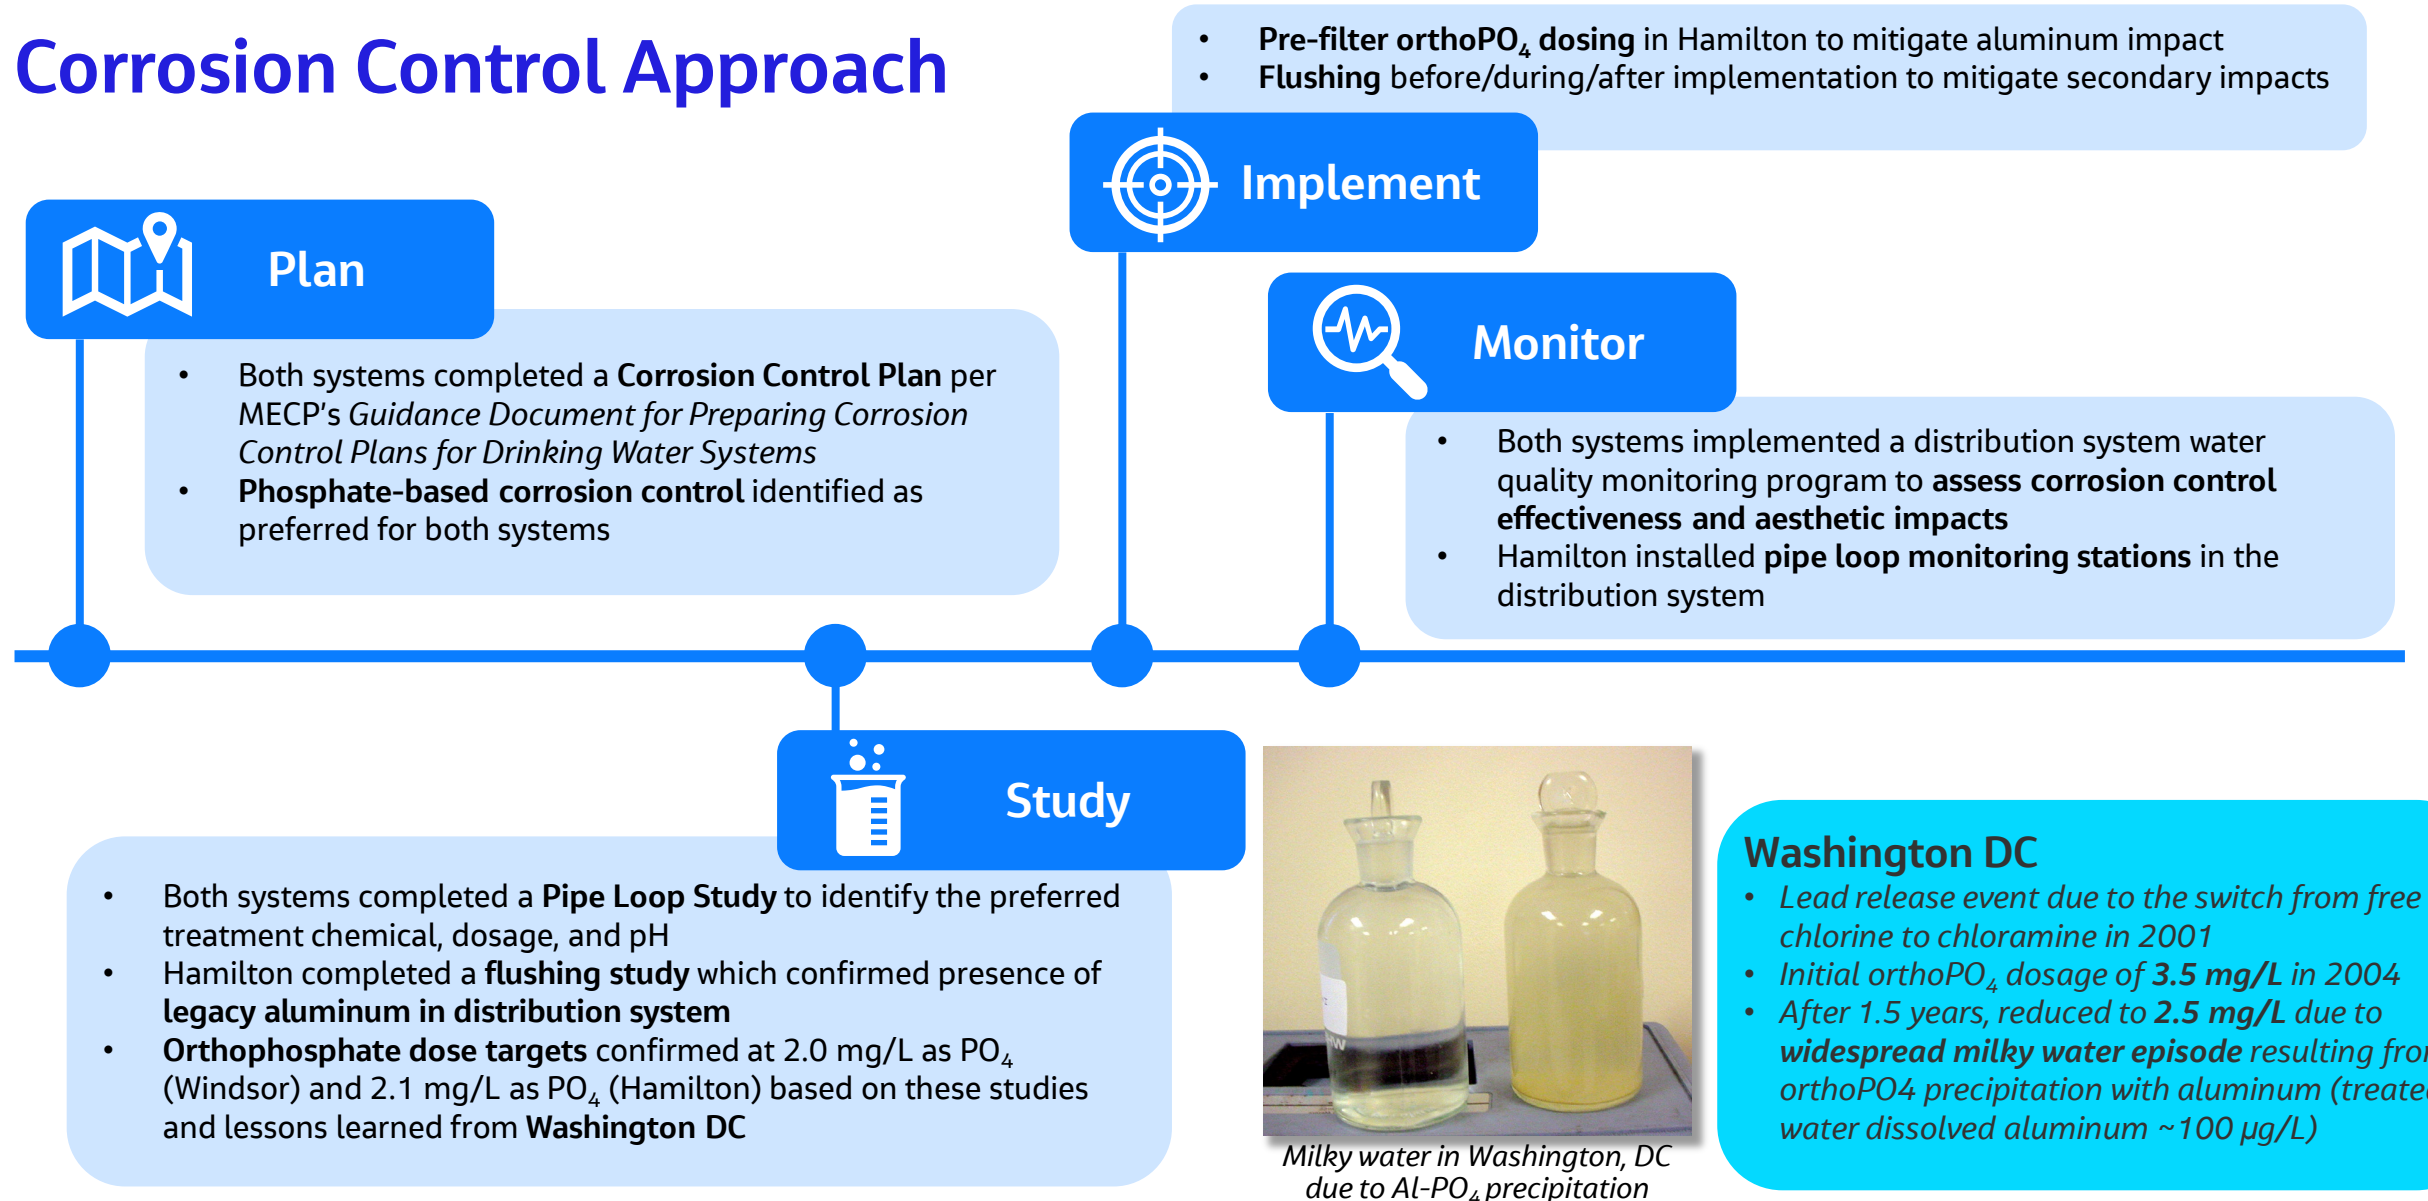 Corrosion Control Approach
• Pre-filter orthoPO₄ dosing in Hamilton to mitigate aluminum impact
• Flushing before/during/after implementation to mitigate secondary impacts
Implement
Plan
• Both systems completed a Corrosion Control Plan per
MECP's Guidance Document for Preparing Corrosion
Control Plans for Drinking Water Systems
• Phosphate-based corrosion control identified as
preferred for both systems
Monitor
• Both systems implemented a distribution system water
quality monitoring program to assess corrosion control
effectiveness and aesthetic impacts
• Hamilton installed pipe loop monitoring stations in the
distribution system
Study
• Both systems completed a Pipe Loop Study to identify the preferred
treatment chemical, dosage, and pH
• Hamilton completed a flushing study which confirmed presence of
legacy aluminum in distribution system
• Orthophosphate dose targets confirmed at 2.0 mg/L as PO₄
(Windsor) and 2.1 mg/L as PO₄ (Hamilton) based on these studies
and lessons learned from Washington DC
Milky water in Washington, DC
due to Al-PO₄ precipitation
Washington DC
• Lead release event due to the switch from free
chlorine to chloramine in 2001
• Initial orthoPO₄ dosage of 3.5 mg/L in 2004
• After 1.5 years, reduced to 2.5 mg/L due to
widespread milky water episode resulting
orthoPO4 precipitation with aluminum
water dissolved aluminum ~100 µg/L)